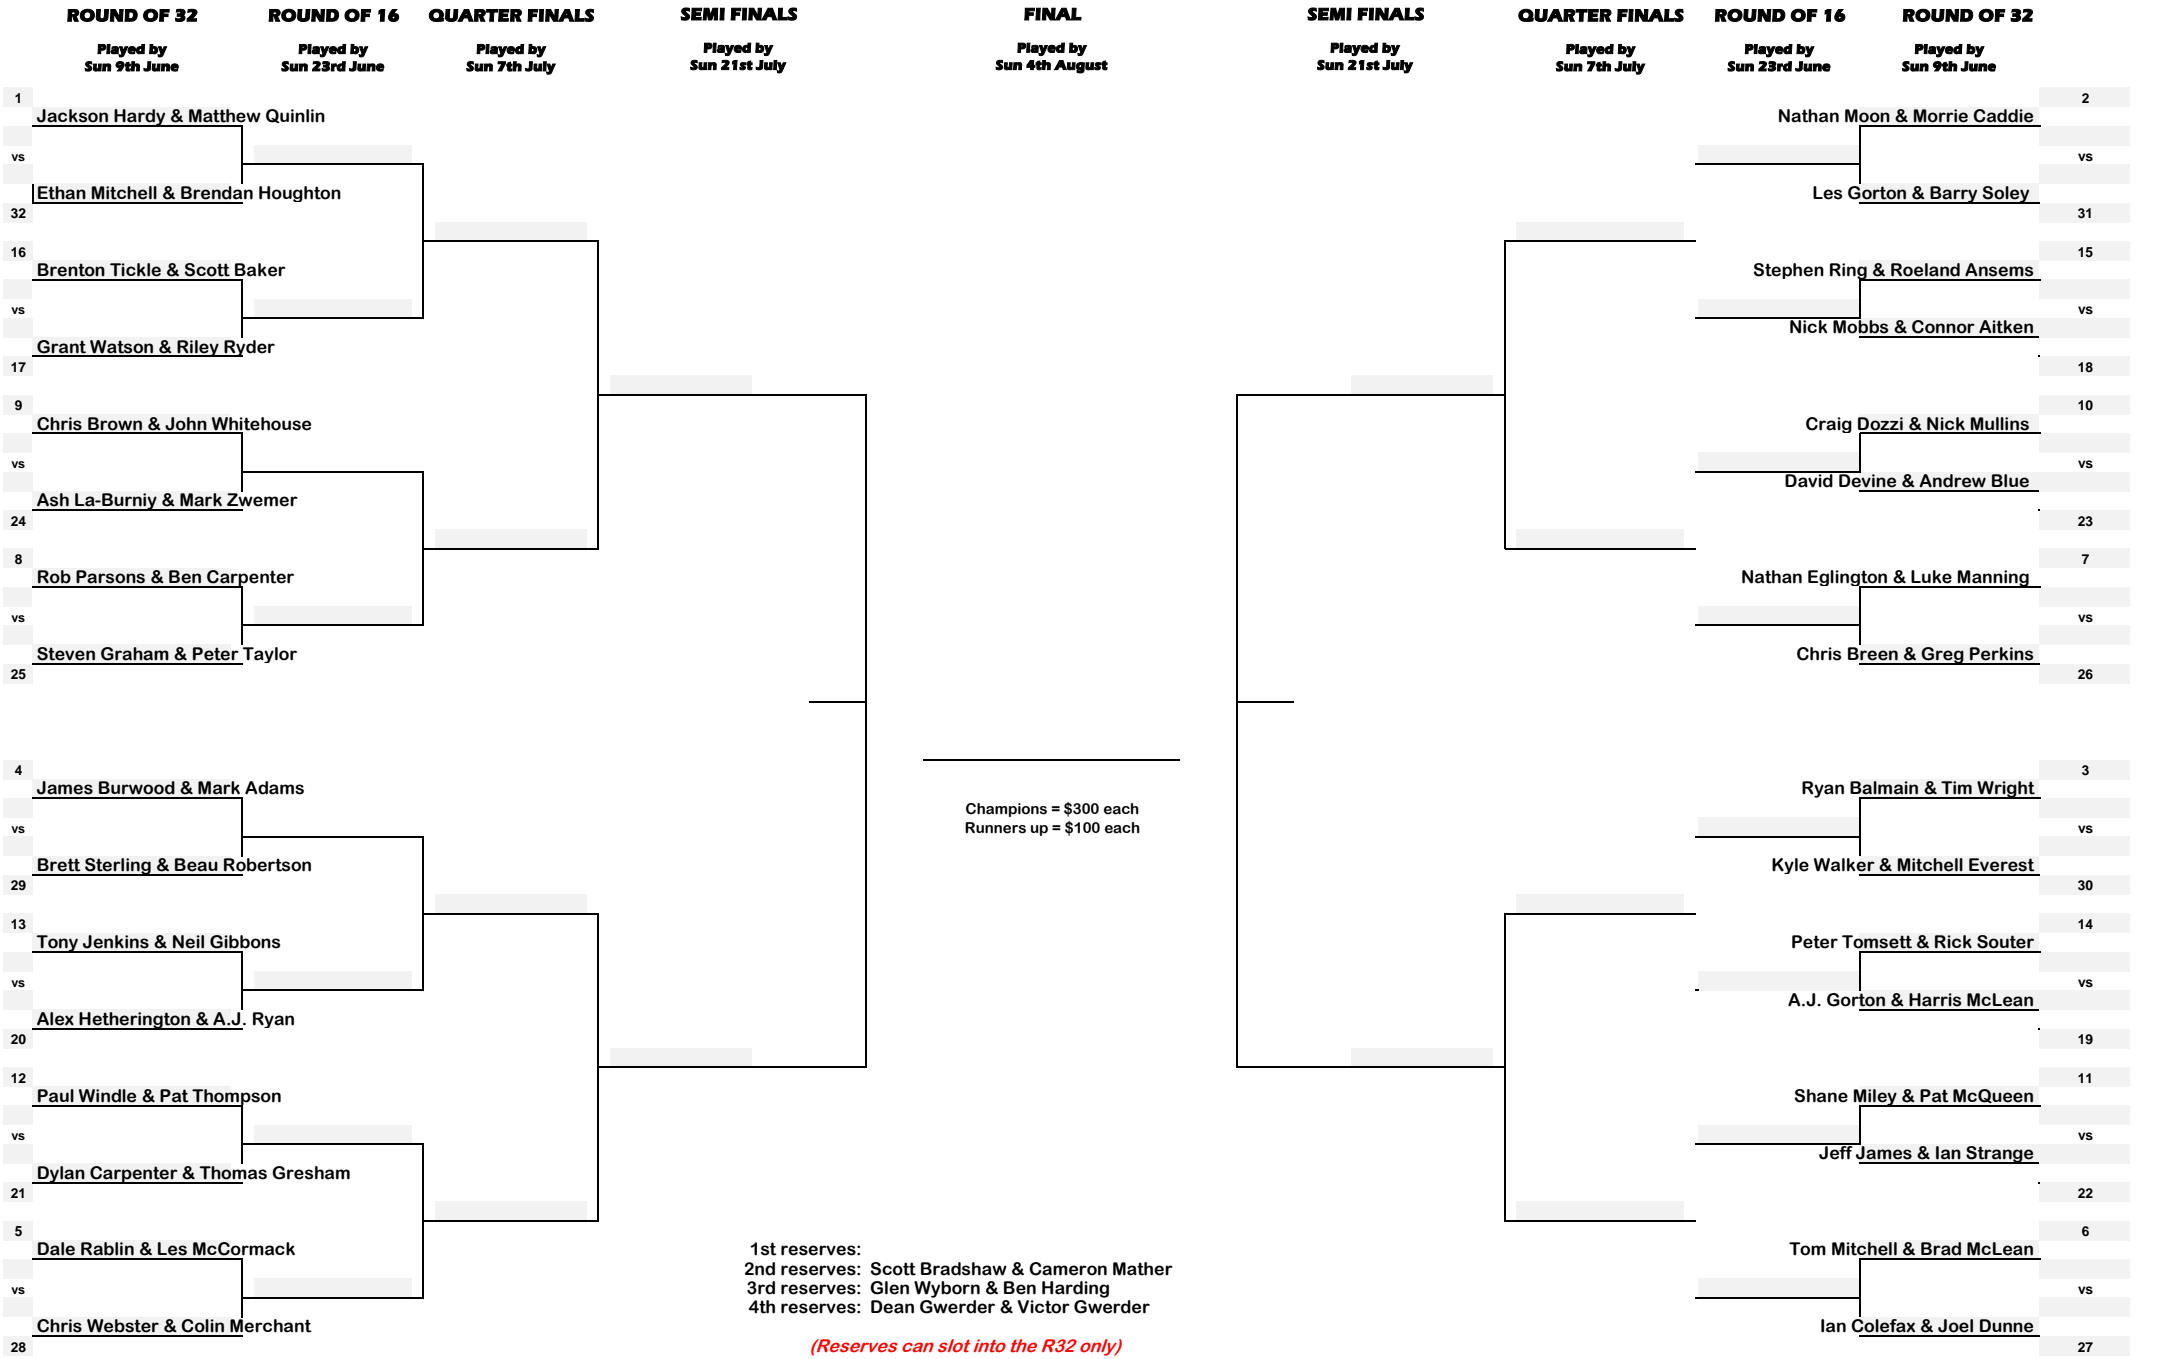 ROUND OF 32 ROUND OF 16 QUARTER FINALS SEMI FINALS FINAL SEMI FINALS QUARTER FINALS ROUND OF 16 ROUND OF 32
Played by Played by Played by Played by Played by Played by Played by Played by Played by
Sun 9th June Sun 23rd June Sun 7th July Sun 21st July Sun 4th August Sun 21st July Sun 7th July Sun 23rd June Sun 9th June
1
Jackson Hardy & Matthew Quinlin
vs
Ethan Mitchell & Brendan Houghton
32
16
Brenton Tickle & Scott Baker
vs
Grant Watson & Riley Ryder
17
9
Chris Brown & John Whitehouse
vs
Ash La-Burniy & Mark Zwemer
24
8
Rob Parsons & Ben Carpenter
vs
Steven Graham & Peter Taylor
25
4
James Burwood & Mark Adams
vs
Brett Sterling & Beau Robertson
29
13
Tony Jenkins & Neil Gibbons
vs
Alex Hetherington & A.J. Ryan
20
12
Paul Windle & Pat Thompson
vs
Dylan Carpenter & Thomas Gresham
21
5
Dale Rablin & Les McCormack
vs
Chris Webster & Colin Merchant
28
Champions = $300 each
Runners up = $100 each
1st reserves:
2nd reserves: Scott Bradshaw & Cameron Mather
3rd reserves: Glen Wyborn & Ben Harding
4th reserves: Dean Gwerder & Victor Gwerder
(Reserves can slot into the R32 only)
2
Nathan Moon & Morrie Caddie
vs
Les Gorton & Barry Soley
31
15
Stephen Ring & Roeland Ansems
vs
Nick Mobbs & Connor Aitken
18
10
Craig Dozzi & Nick Mullins
vs
David Devine & Andrew Blue
23
7
Nathan Eglington & Luke Manning
vs
Chris Breen & Greg Perkins
26
3
Ryan Balmain & Tim Wright
vs
Kyle Walker & Mitchell Everest
30
14
Peter Tomsett & Rick Souter
vs
A.J. Gorton & Harris McLean
19
11
Shane Miley & Pat McQueen
vs
Jeff James & Ian Strange
22
6
Tom Mitchell & Brad McLean
vs
Ian Colefax & Joel Dunne
27